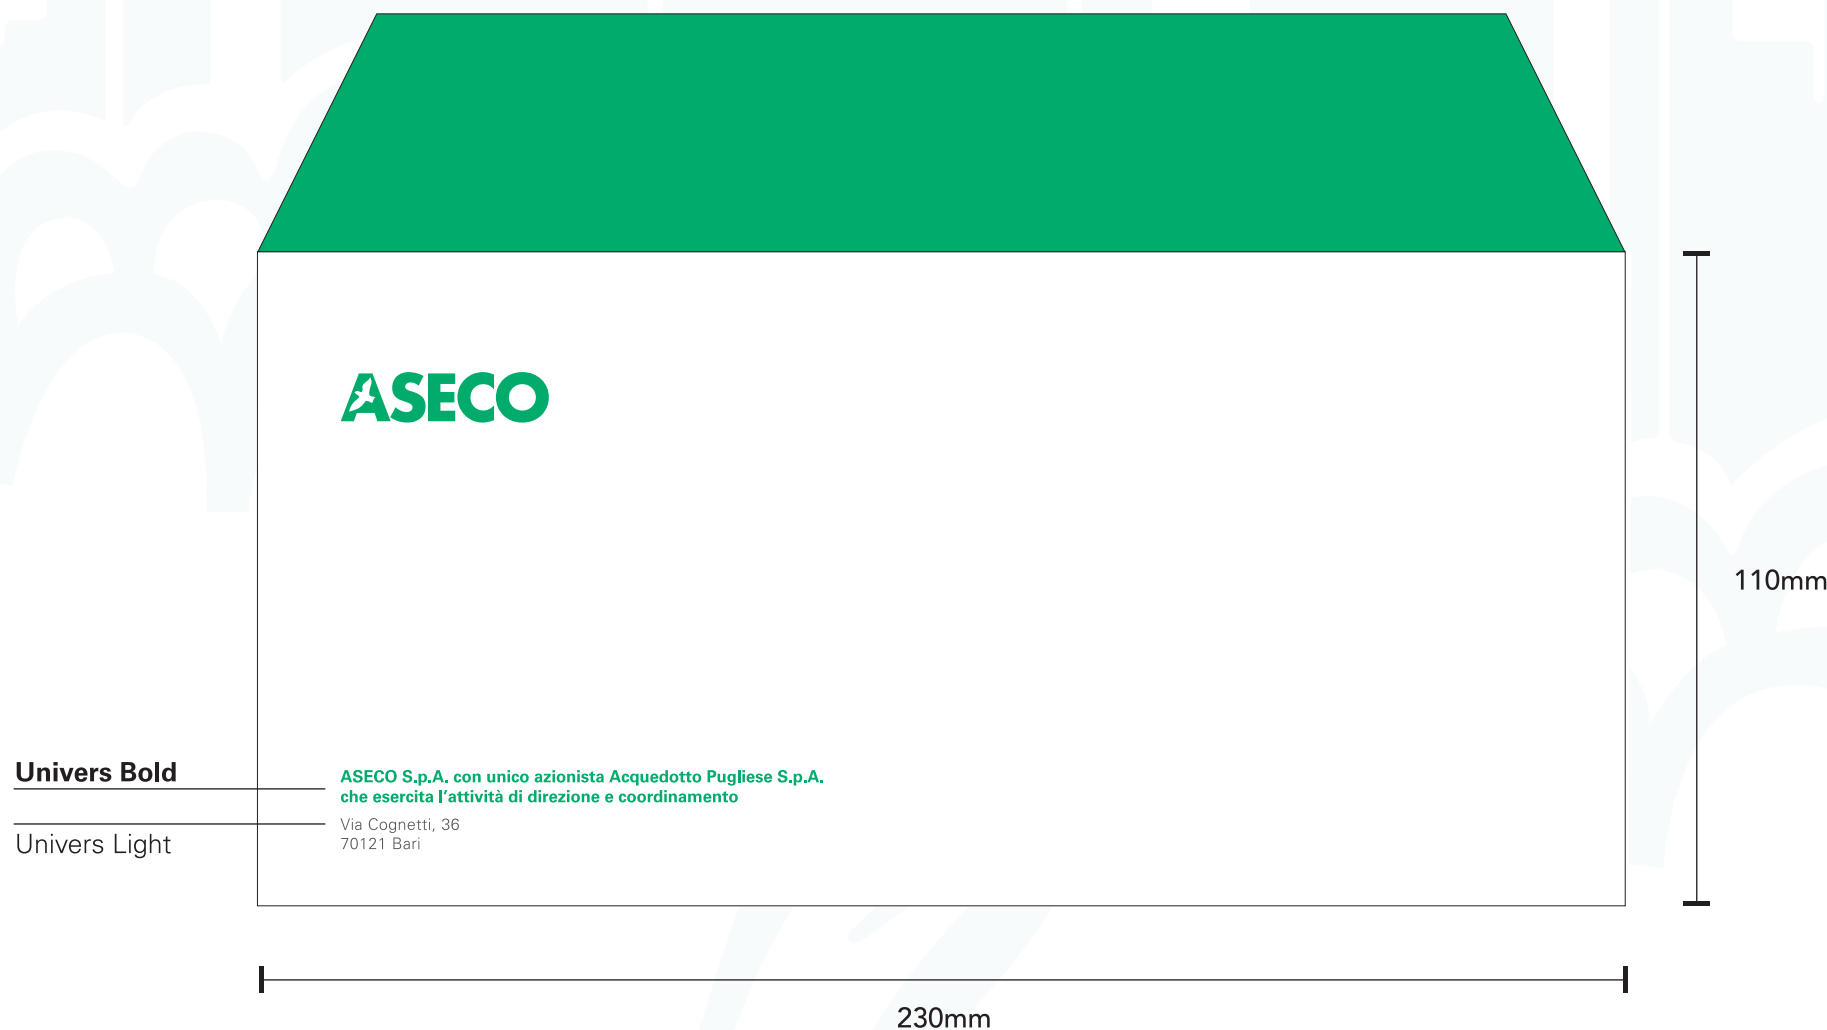 ASECO
110mm
Univers Bold
ASECO S.p.A. con unico azionista Acquedotto Pugliese S.p.A.
che esercita l'attività di direzione e coordinamento
Via Cognetti, 36
70121 Bari
Univers Light
230mm